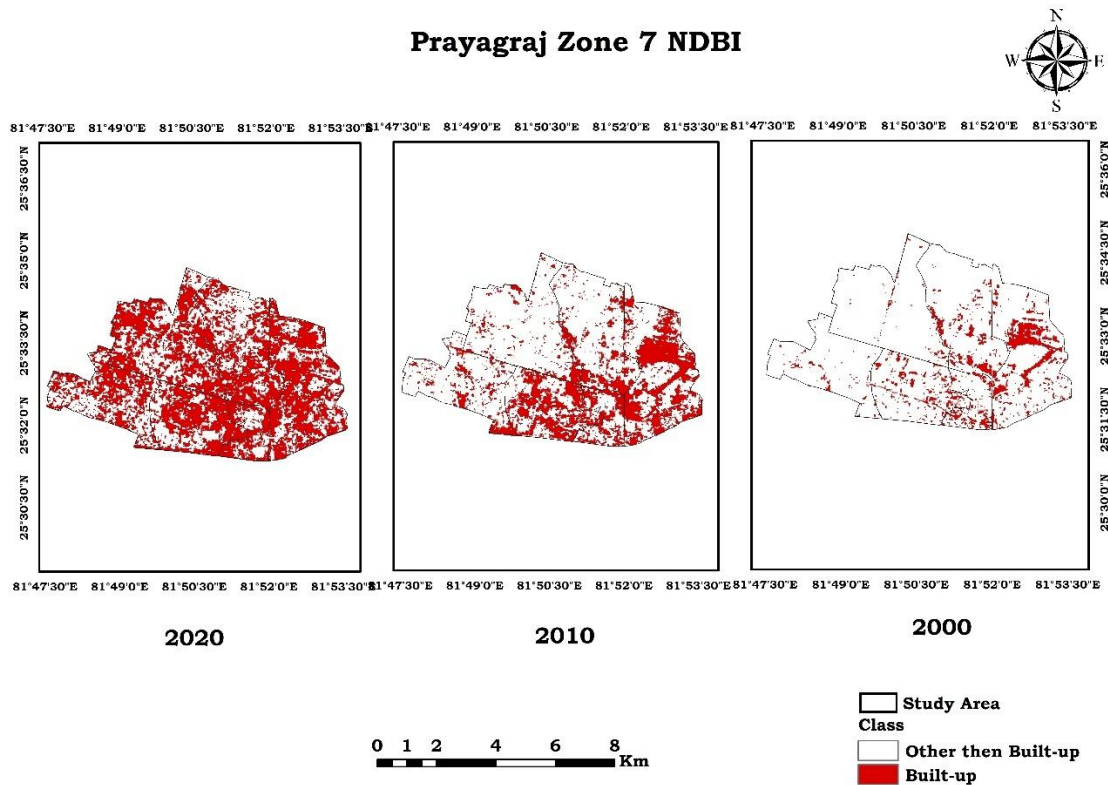 Prayagraj Zone 7 NDBI
N
W E
S
81°47'30"E 81°49'0"E 81°50'30"E 81°52'0"E 81°53'30"E 81°47'30"E 81°49'0"E 81°50'30"E 81°52'0"E 81°53'30"E 81°47'30"E 81°49'0"E 81°50'30"E 81°52'0"E 81°53'30"E
25°36'30"N
25°35'0"N
25°33'30"N
25°32'0"N
25°30'30"N
25°36'0"N
25°34'30"N
25°33'0"N
25°31'30"N
25°30'0"N
81°47'30"E 81°49'0"E 81°50'30"E 81°52'0"E 81°53'30"E 81°47'30"E 81°49'0"E 81°50'30"E 81°52'0"E 81°53'30"E 81°47'30"E 81°49'0"E 81°50'30"E 81°52'0"E 81°53'30"E
2020 2010 2000
0 1 2 4 6 8
Km
Study Area
Class
Other then Built-up
Built-up